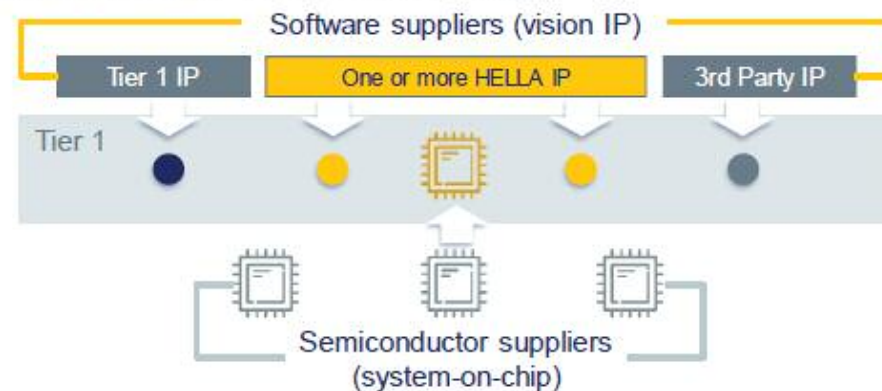 Software suppliers (vision IP)
Tier 1 IP
One or more HELLA IP
3rd Party IP
Tier 1
Semiconductor suppliers
(system-on-chip)